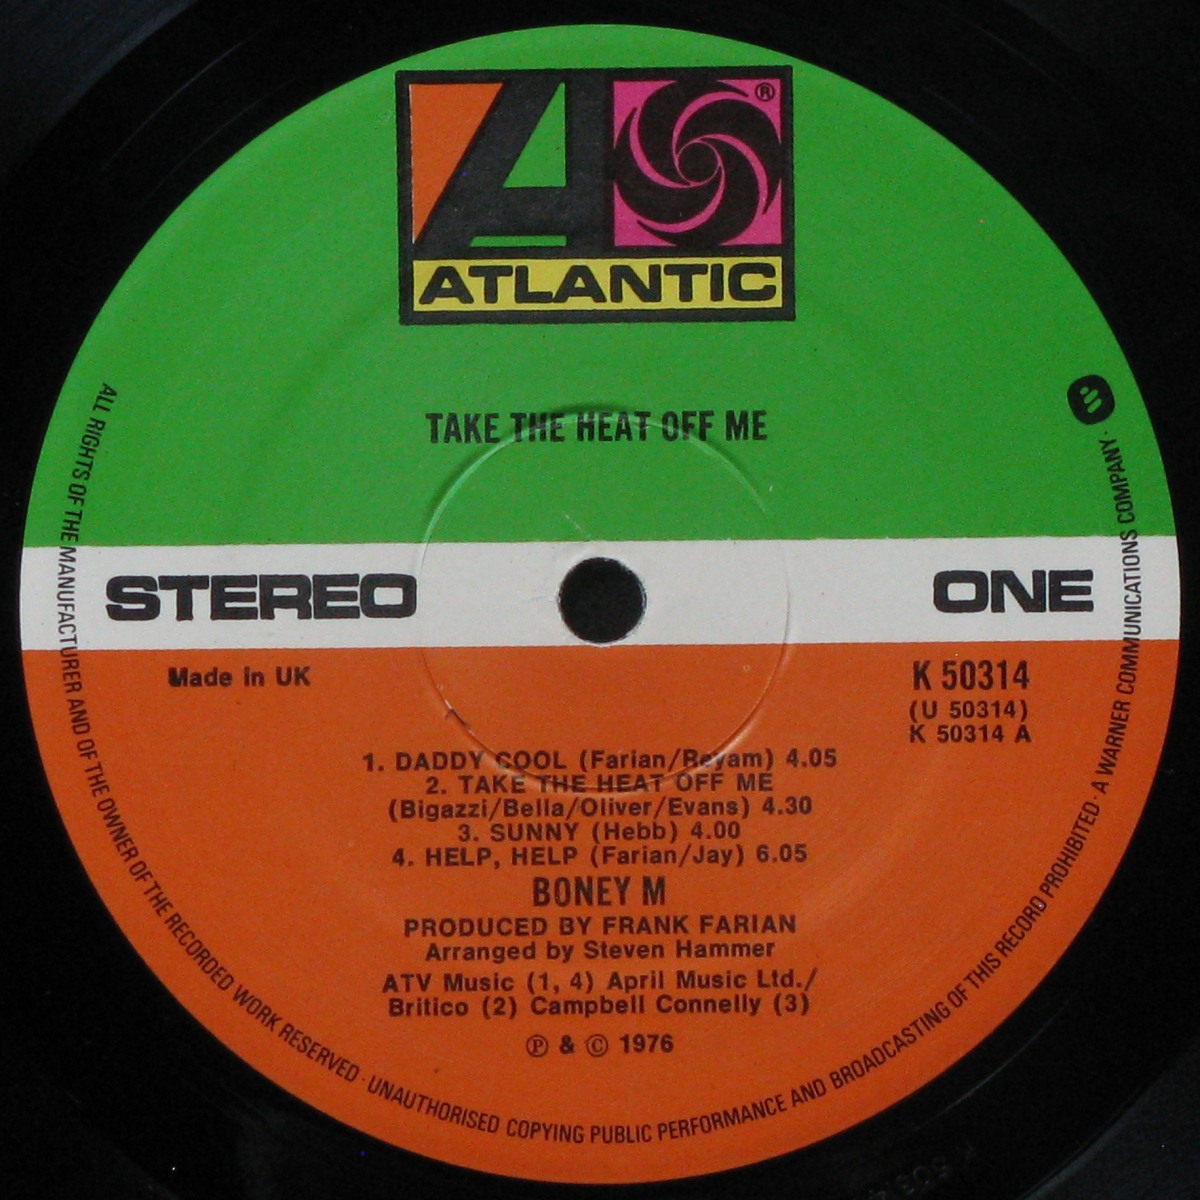 ®
ATLANTIC
TAKE THE HEAT OFF ME
STEREO
ONE
Made in UK
K 50314
(U 50314)
K 50314 A
1. DADDY COOL (Farian/Reyam) 4.05
2. TAKE THE HEAT OFF ME
(Bigazzi/Bella/Oliver/Evans) 4.30
3. SUNNY (Hebb) 4.00
4. HELP, HELP (Farian/Jay) 6.05
BONEY M
PRODUCED BY FRANK FARIAN
Arranged by Steven Hammer
ATV Music (1, 4) April Music Ltd./
Britico (2) Campbell Connelly (3)
℗ & © 1976
ALL RIGHTS OF THE MANUFACTURER AND OF THE OWNER OF THE RECORDED WORK RESERVED · UNAUTHORISED COPYING PUBLIC PERFORMANCE AND BROADCASTING OF THIS RECORD PROHIBITED · A WARNER COMMUNICATIONS COMPANY ·